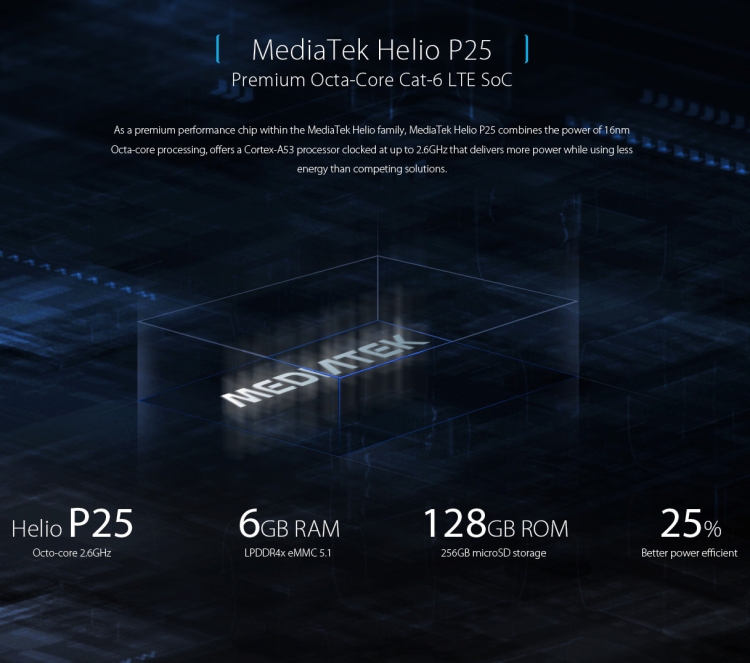 MediaTek Helio P25
Premium Octa-Core Cat-6 LTE SoC
As a premium performance chip within the MediaTek Helio family, MediaTek Helio P25 combines the power of 16nm
Octa-core processing, offers a Cortex-A53 processor clocked at up to 2.6GHz that delivers more power while using less
energy than competing solutions.
MEDIATEK
Helio P25
Octo-core 2.6GHz
6GB RAM
LPDDR4x eMMC 5.1
128GB ROM
256GB microSD storage
25%
Better power efficient